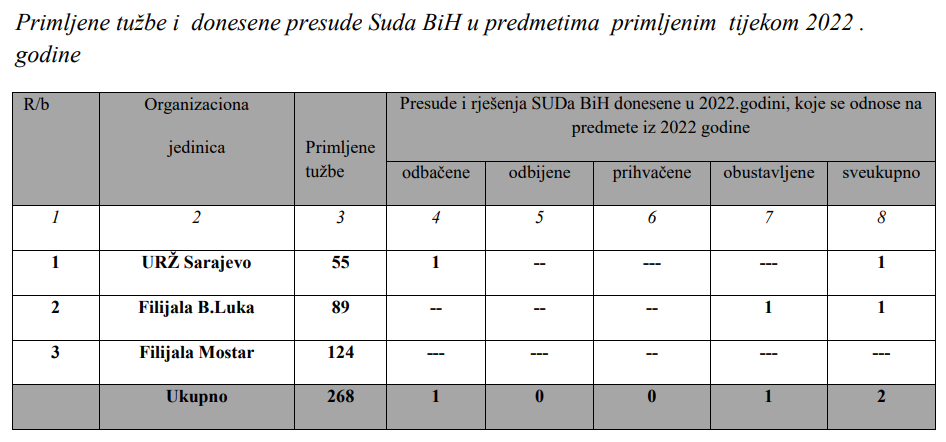 Primljene tužbe i donesene presude Suda BiH u predmetima primljenim tijekom 2022 .
godine
R/b Organizaciona jedinica Primljene tužbe Presude i rješenja SUDa BiH donesene u 2022.godini, koje se odnose na
predmete iz 2022 godine
odbačene odbijene prihvačene obustavljene sveukupno
1 2 3 4 5 6 7 8
1 URŽ Sarajevo 55 1 -- --- --- 1
2 Filijala B.Luka 89 -- -- -- 1 1
3 Filijala Mostar 124 --- --- -- --- ---
Ukupno 268 1 0 0 1 2